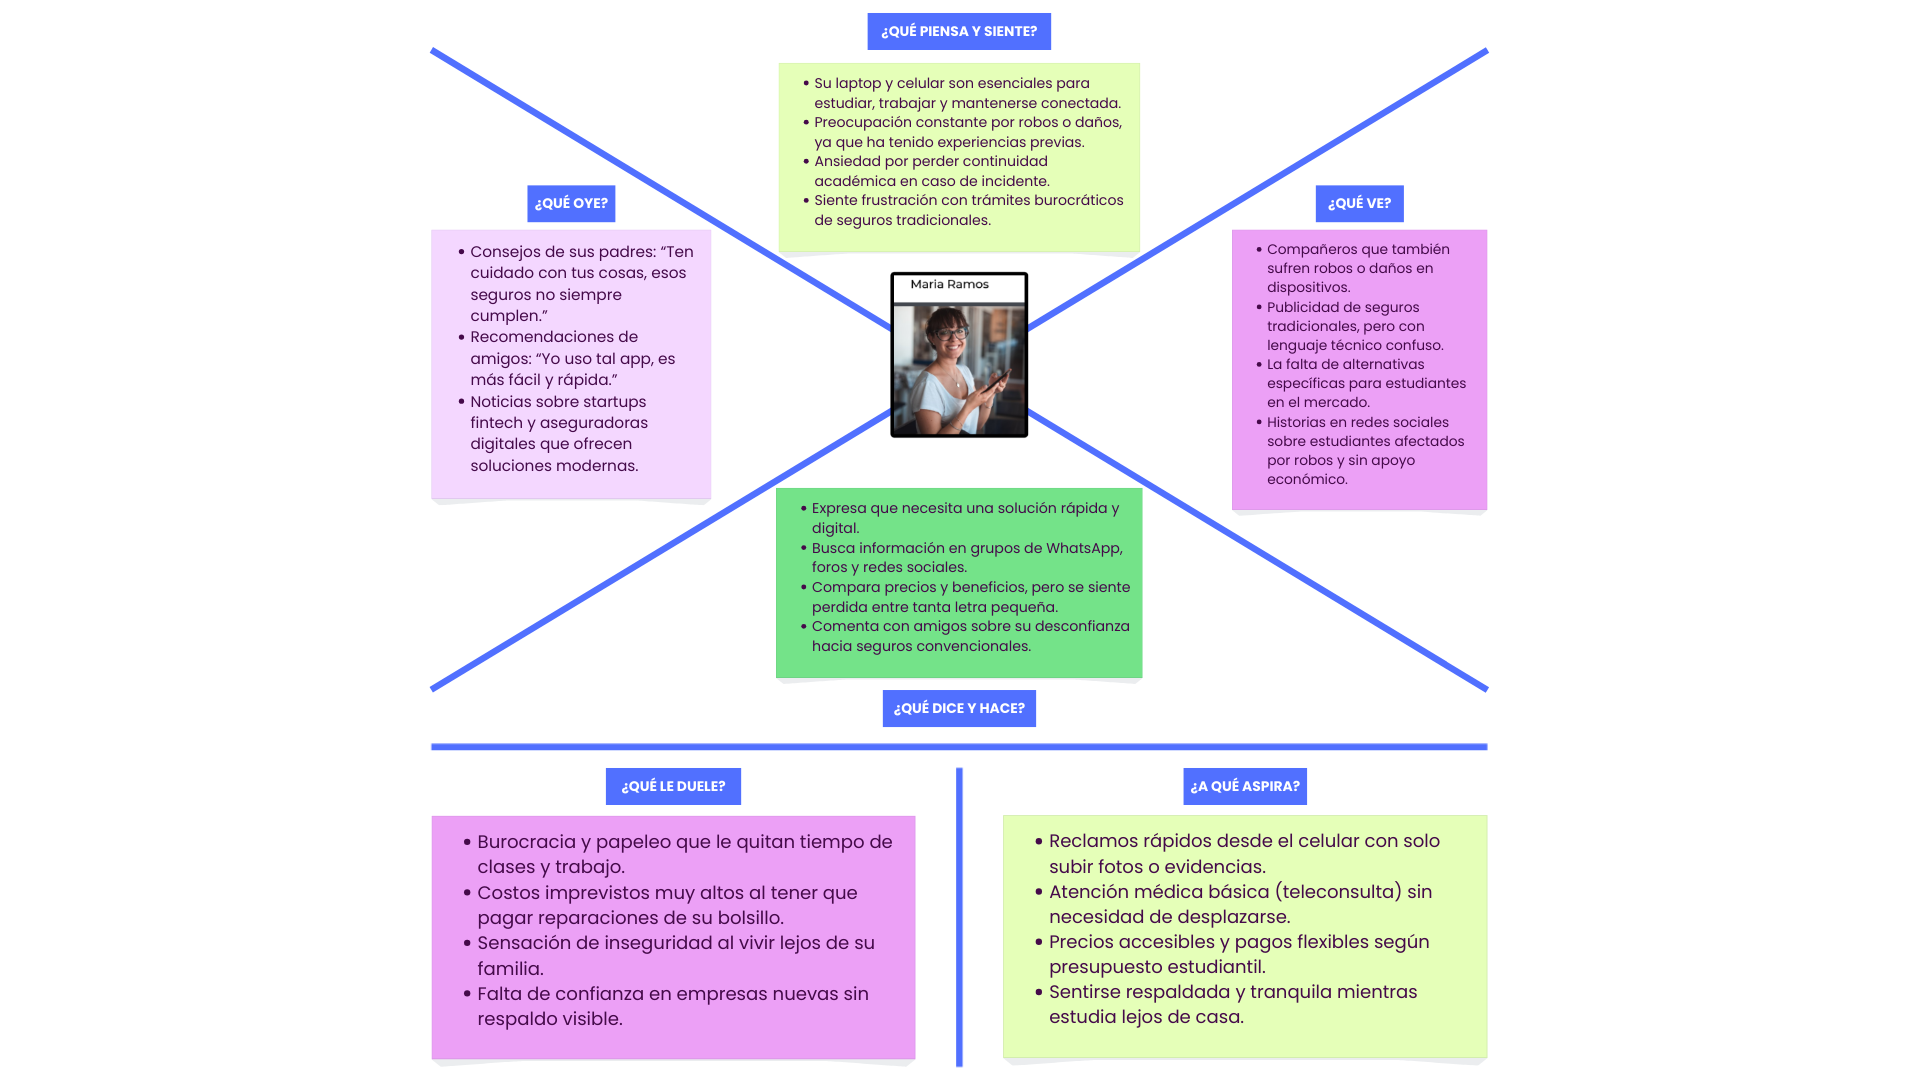 ¿QUÉ PIENSA Y SIENTE?
• Su laptop y celular son esenciales para
estudiar, trabajar y mantenerse conectada.
• Preocupación constante por robos o daños,
ya que ha tenido experiencias previas.
• Ansiedad por perder continuidad
académica en caso de incidente.
• Siente frustración con trámites burocráticos
de seguros tradicionales.
¿QUÉ OYE?
• Consejos de sus padres: “Ten
cuidado con tus cosas, esos
seguros no siempre
cumplen.”
• Recomendaciones de
amigos: “Yo uso tal app, es
más fácil y rápida.”
• Noticias sobre startups
fintech y aseguradoras
digitales que ofrecen
soluciones modernas.
Maria Ramos
¿QUÉ VE?
• Compañeros que también
sufren robos o daños en
dispositivos.
• Publicidad de seguros
tradicionales, pero con
lenguaje técnico confuso.
• La falta de alternativas
específicas para estudiantes
en el mercado.
• Historias en redes sociales
sobre estudiantes afectados
por robos y sin apoyo
económico.
• Expresa que necesita una solución rápida y
digital.
• Busca información en grupos de WhatsApp,
foros y redes sociales.
• Compara precios y beneficios, pero se siente
perdida entre tanta letra pequeña.
• Comenta con amigos sobre su desconfianza
hacia seguros convencionales.
¿QUÉ DICE Y HACE?
¿QUÉ LE DUELE?
• Burocracia y papeleo que le quitan tiempo de
clases y trabajo.
• Costos imprevistos muy altos al tener que
pagar reparaciones de su bolsillo.
• Sensación de inseguridad al vivir lejos de su
familia.
• Falta de confianza en empresas nuevas sin
respaldo visible.
¿A QUÉ ASPIRA?
• Reclamos rápidos desde el celular con solo
subir fotos o evidencias.
• Atención médica básica (teleconsulta) sin
necesidad de desplazarse.
• Precios accesibles y pagos flexibles según
presupuesto estudiantil.
• Sentirse respaldada y tranquila mientras
estudia lejos de casa.